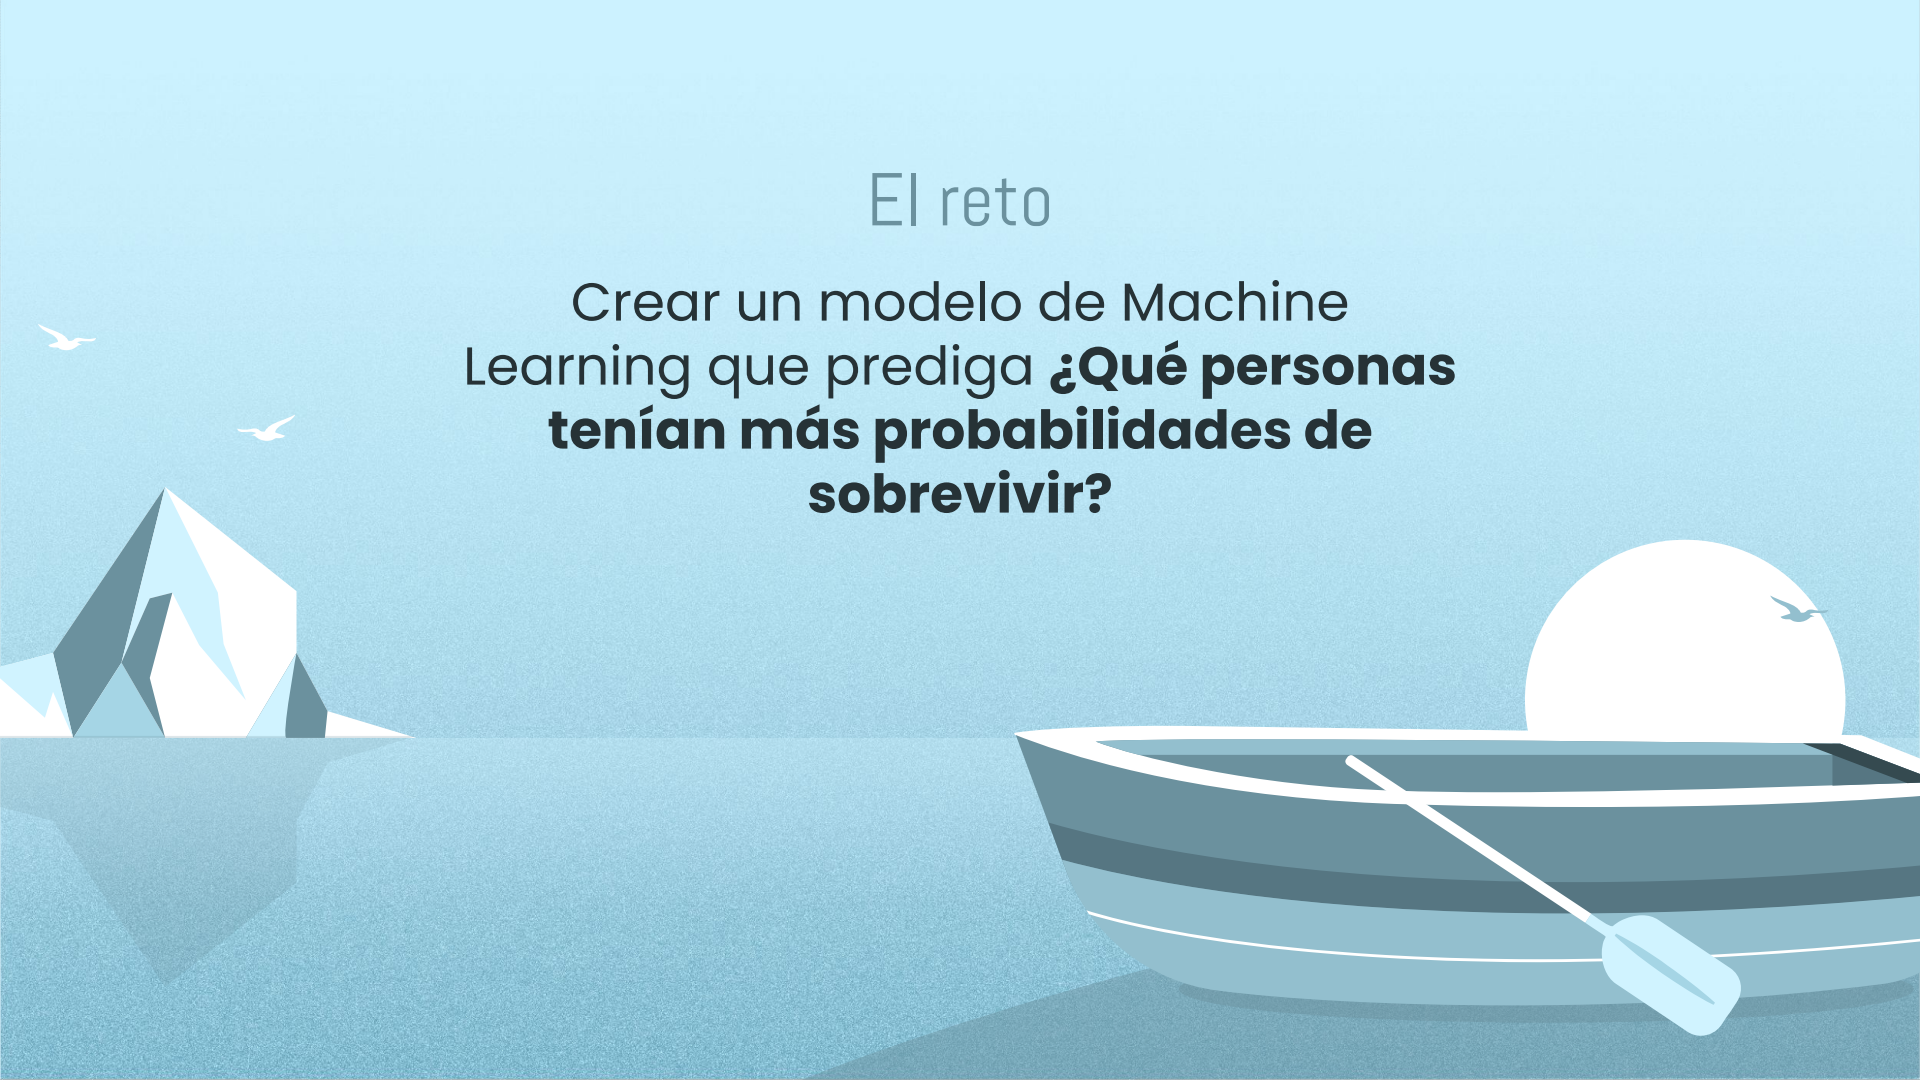 El reto
Crear un modelo de Machine
Learning que prediga ¿Qué personas
tenían más probabilidades de
sobrevivir?